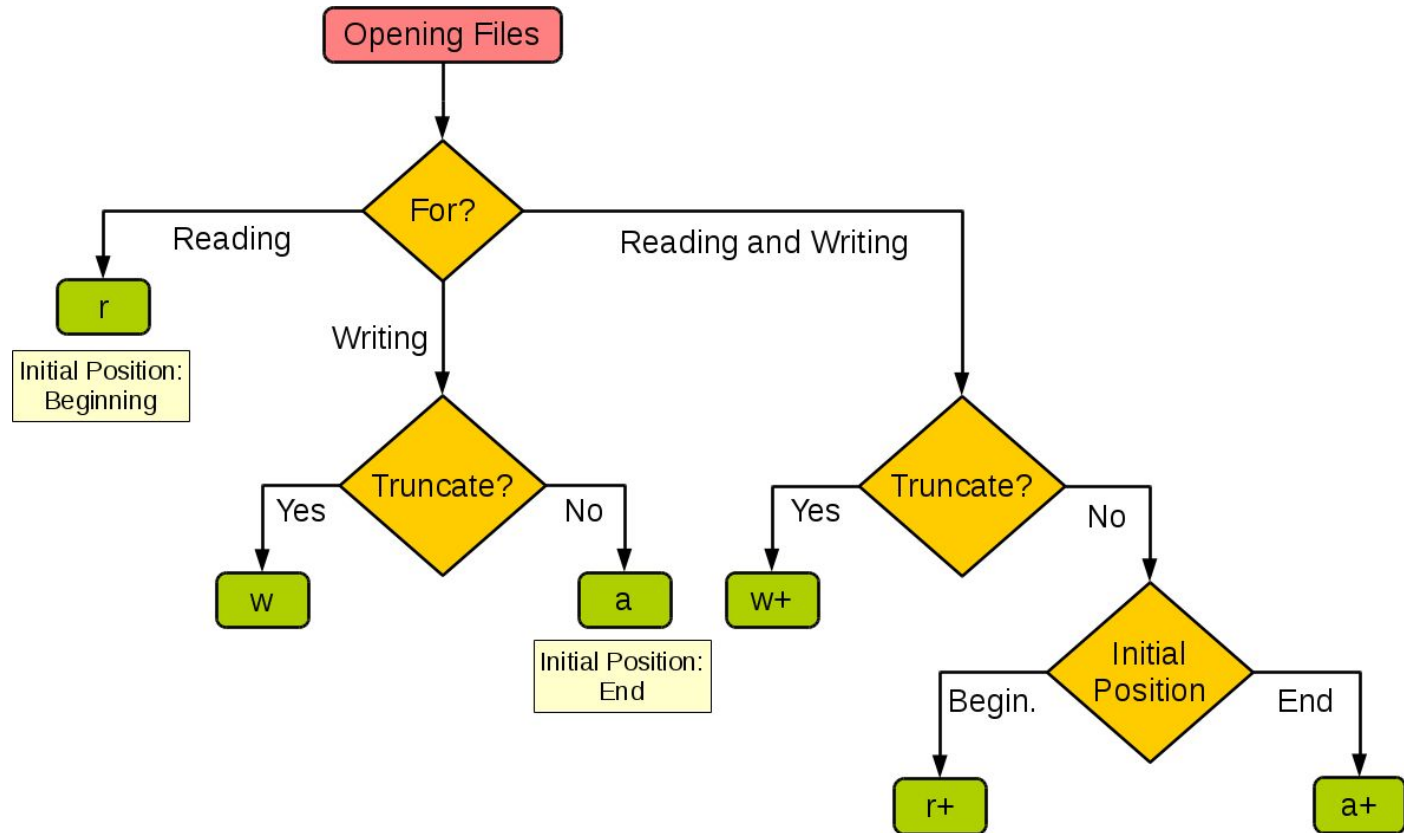 Opening Files
For?
Reading
Reading and Writing
r
Writing
Initial Position:
Beginning
Truncate?
Truncate?
Yes
No
Yes
No
w
a
w+
Initial Position:
End
Initial
Position
Begin.
End
r+
a+